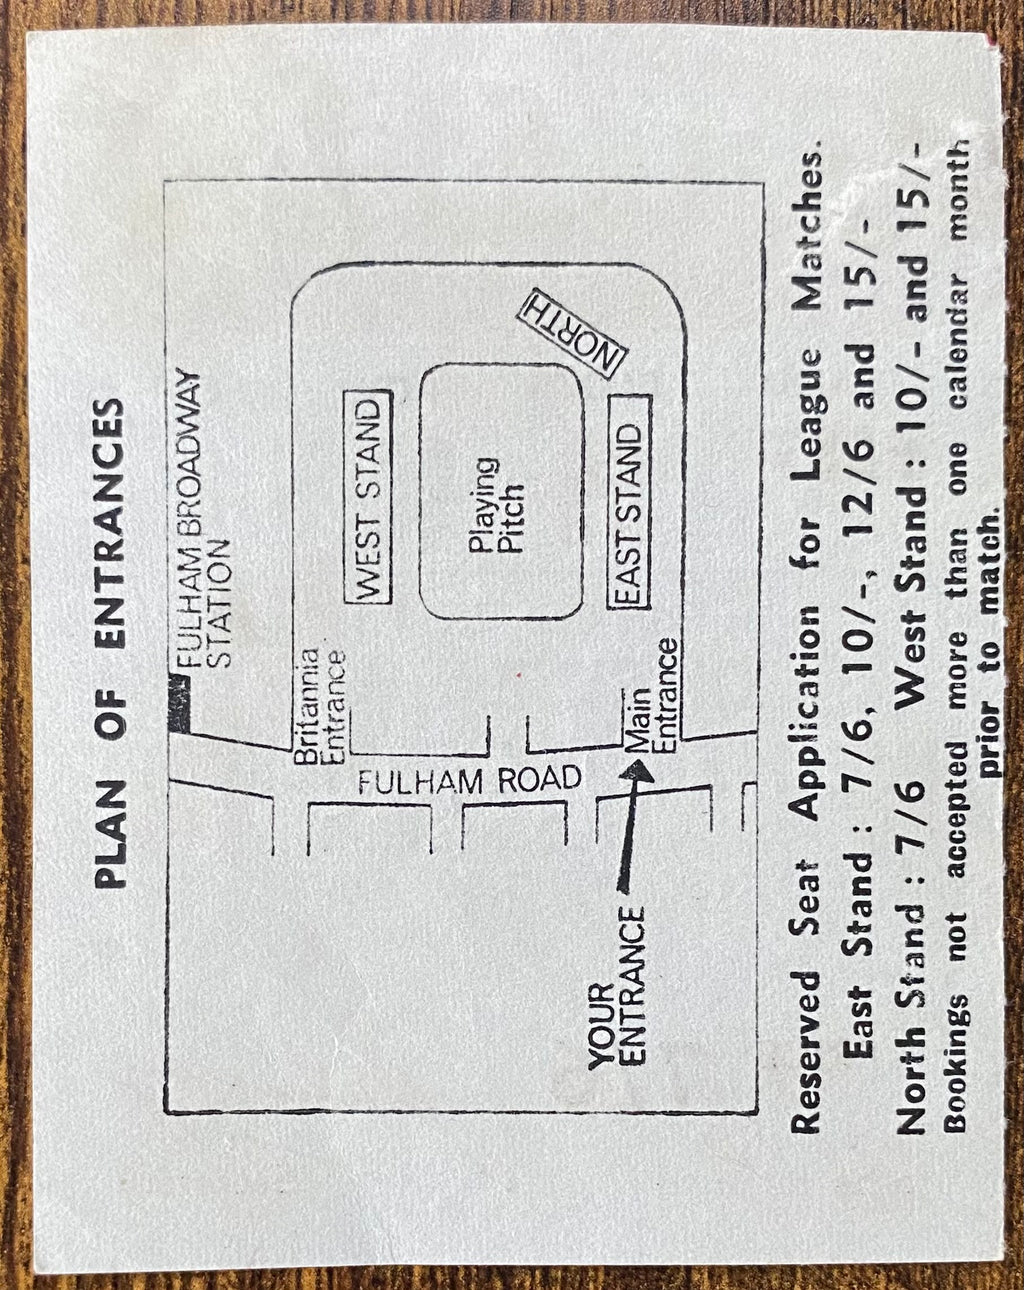 PLAN OF ENTRANCES
FULHAM BROADWAY
STATION
Britannia
Entrance
WEST STAND
FULHAM ROAD
Playing
Pitch
NORTH
EAST STAND
Main
Entrance
YOUR
ENTRANCE
Reserved Seat Application for League Matches.
East Stand : 7/6, 10/-, 12/6 and 15/-
North Stand : 7/6 West Stand : 10/- and 15/-
Bookings not accepted more than one calendar month
prior to match.